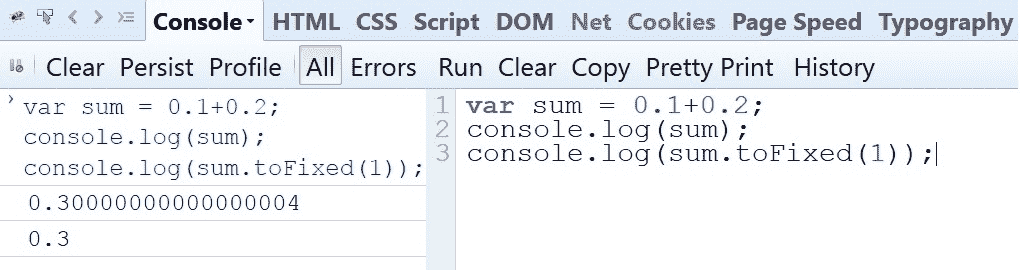 Console HTML CSS Script DOM Net Cookies Page Speed Typography
Clear Persist Profile All Errors Run Clear Copy Pretty Print History
var sum = 0.1+0.2;
console.log(sum);
console.log(sum.toFixed(1));
0.30000000000000004
0.3
1 var sum = 0.1+0.2;
2 console.log(sum);
3 console.log(sum.toFixed(1));